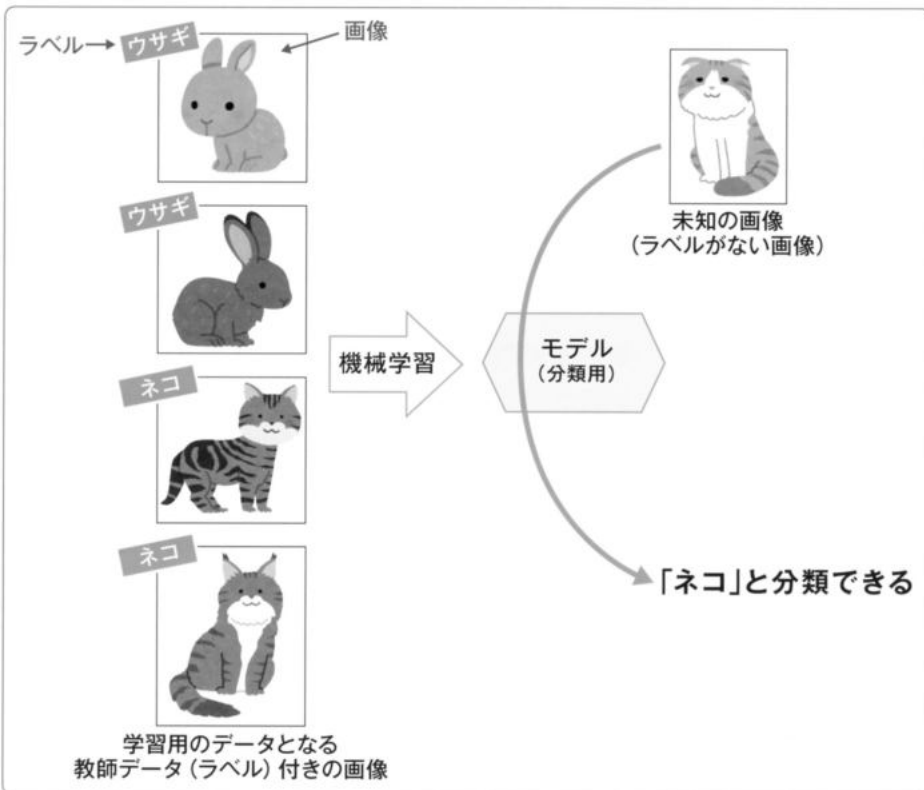 ラベル
ウサギ
画像
ウサギ
ネコ
ネコ
学習用のデータとなる
教師データ（ラベル）付きの画像
機械学習
モデル
（分類用）
未知の画像
（ラベルがない画像）
「ネコ」と分類できる